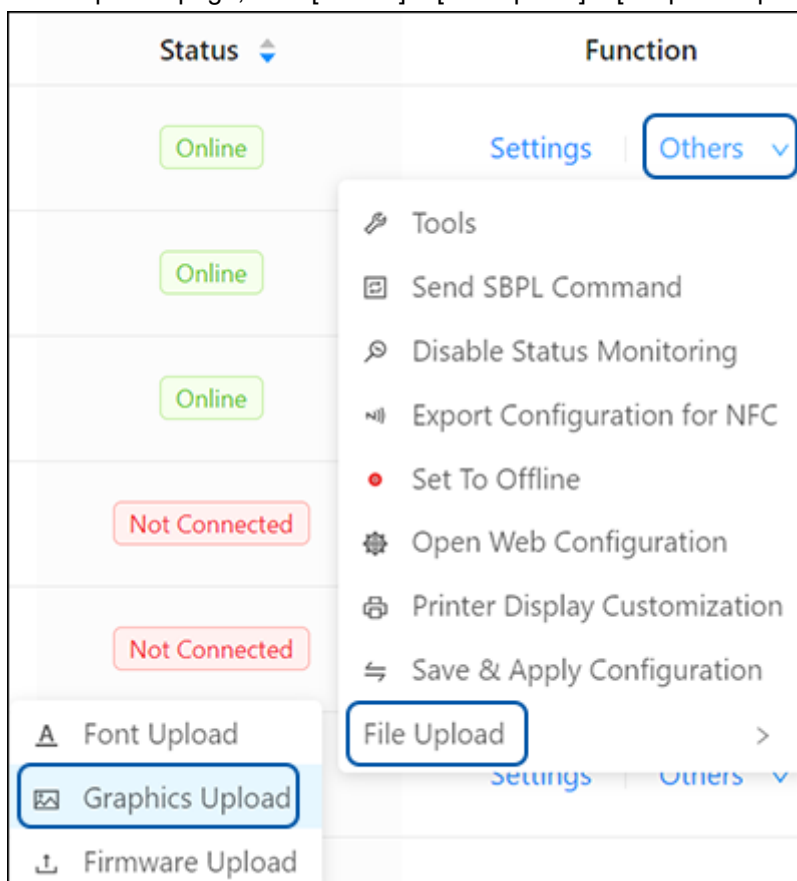 Status Function
Online Settings Others
Tools
Online
Send SBPL Command
Disable Status Monitoring
Online
Export Configuration for NFC
Set To Offline
Not Connected
Open Web Configuration
Printer Display Customization
Not Connected
Save & Apply Configuration
File Upload >
Font Upload
Settings Others
Graphics Upload
Firmware Upload